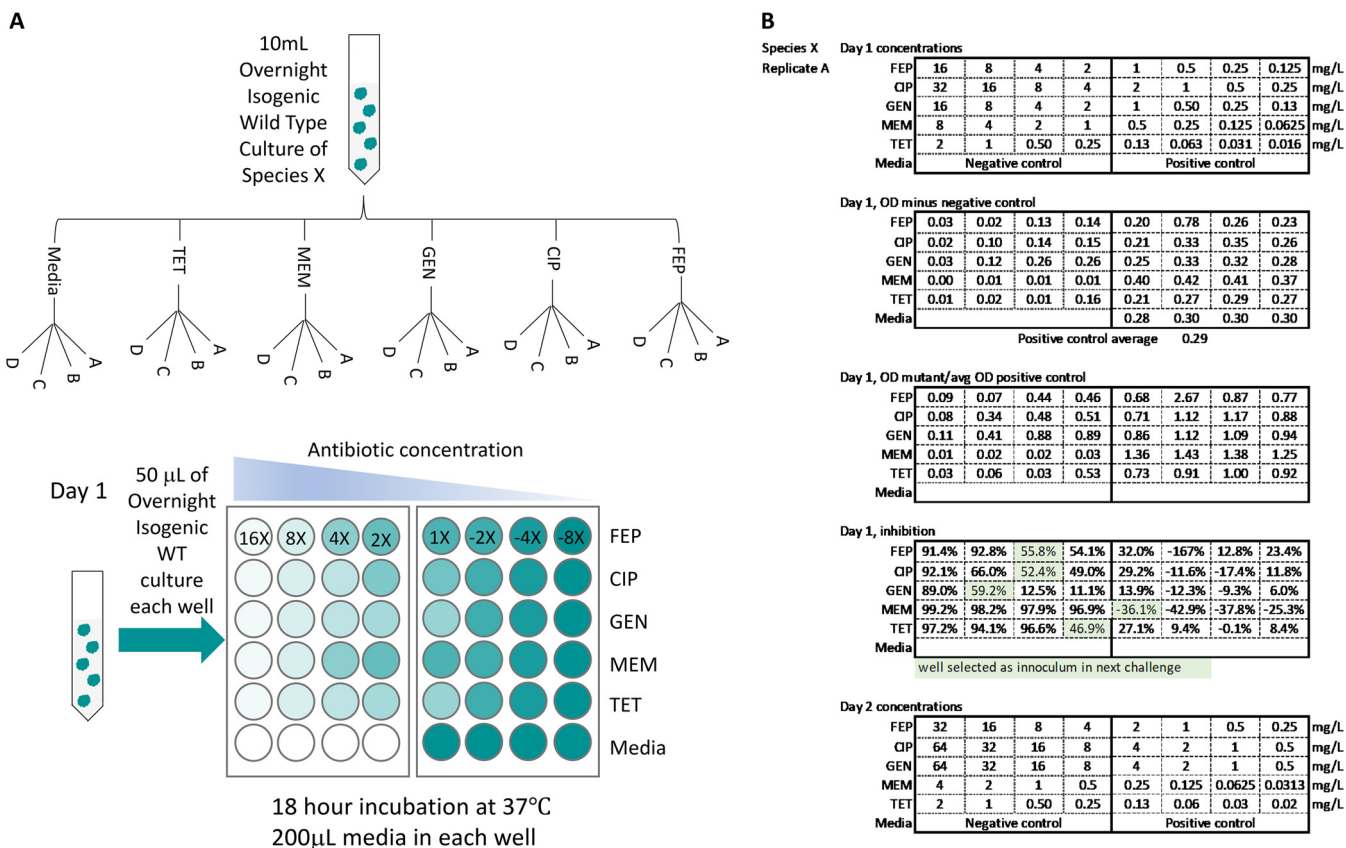 A
10mL
Overnight
Isogenic
Wild Type
Culture of
Species X
Media
TET
MEM
GEN
CIP
FEP
D C B A
D C B A
D C B A
D C B A
D C B A
D C B A
Antibiotic concentration
Day 1
50 μL of
Overnight
Isogenic
WT
culture
each well
16X 8X 4X 2X 1X -2X -4X -8X FEP
CIP
GEN
MEM
TET
Media
18 hour incubation at 37℃
200μL media in each well
B
Species X Day 1 concentrations
Replicate A
FEP 16 8 4 2 1 0.5 0.25 0.125 mg/L
CIP 32 16 8 4 2 1 0.5 0.25 mg/L
GEN 16 8 4 2 1 0.50 0.25 0.13 mg/L
MEM 8 4 2 1 0.5 0.25 0.125 0.0625 mg/L
TET 2 1 0.50 0.25 0.13 0.063 0.031 0.016 mg/L
Media Negative control Positive control
Day 1, OD minus negative control
FEP 0.03 0.02 0.13 0.14 0.20 0.78 0.26 0.23
CIP 0.02 0.10 0.14 0.15 0.21 0.33 0.35 0.26
GEN 0.03 0.12 0.26 0.26 0.25 0.33 0.32 0.28
MEM 0.00 0.01 0.01 0.01 0.40 0.42 0.41 0.37
TET 0.01 0.02 0.01 0.16 0.21 0.27 0.29 0.27
Media 0.28 0.30 0.30 0.30
Positive control average 0.29
Day 1, OD mutant/avg OD positive control
FEP 0.09 0.07 0.44 0.46 0.68 2.67 0.87 0.77
CIP 0.08 0.34 0.48 0.51 0.71 1.12 1.17 0.88
GEN 0.11 0.41 0.88 0.89 0.86 1.12 1.09 0.94
MEM 0.01 0.02 0.02 0.03 1.36 1.43 1.38 1.25
TET 0.03 0.06 0.03 0.53 0.73 0.91 1.00 0.92
Media
Day 1, inhibition
FEP 91.4% 92.8% 55.8% 54.1% 32.0% -167% 12.8% 23.4%
CIP 92.1% 66.0% 52.4% 49.0% 29.2% -11.6% -17.4% 11.8%
GEN 89.0% 59.2% 12.5% 11.1% 13.9% -12.3% -9.3% 6.0%
MEM 99.2% 98.2% 97.9% 96.9% -36.1% -42.9% -37.8% -25.3%
TET 97.2% 94.1% 96.6% 46.9% 27.1% 9.4% -0.1% 8.4%
Media
well selected as innoculum in next challenge
Day 2 concentrations
FEP 32 16 8 4 2 1 0.5 0.25 mg/L
CIP 64 32 16 8 4 2 1 0.5 mg/L
GEN 64 32 16 8 4 2 1 0.5 mg/L
MEM 4 2 1 0.5 0.25 0.125 0.0625 0.0313 mg/L
TET 2 1 0.50 0.25 0.13 0.06 0.03 0.02 mg/L
Media Negative control Positive control